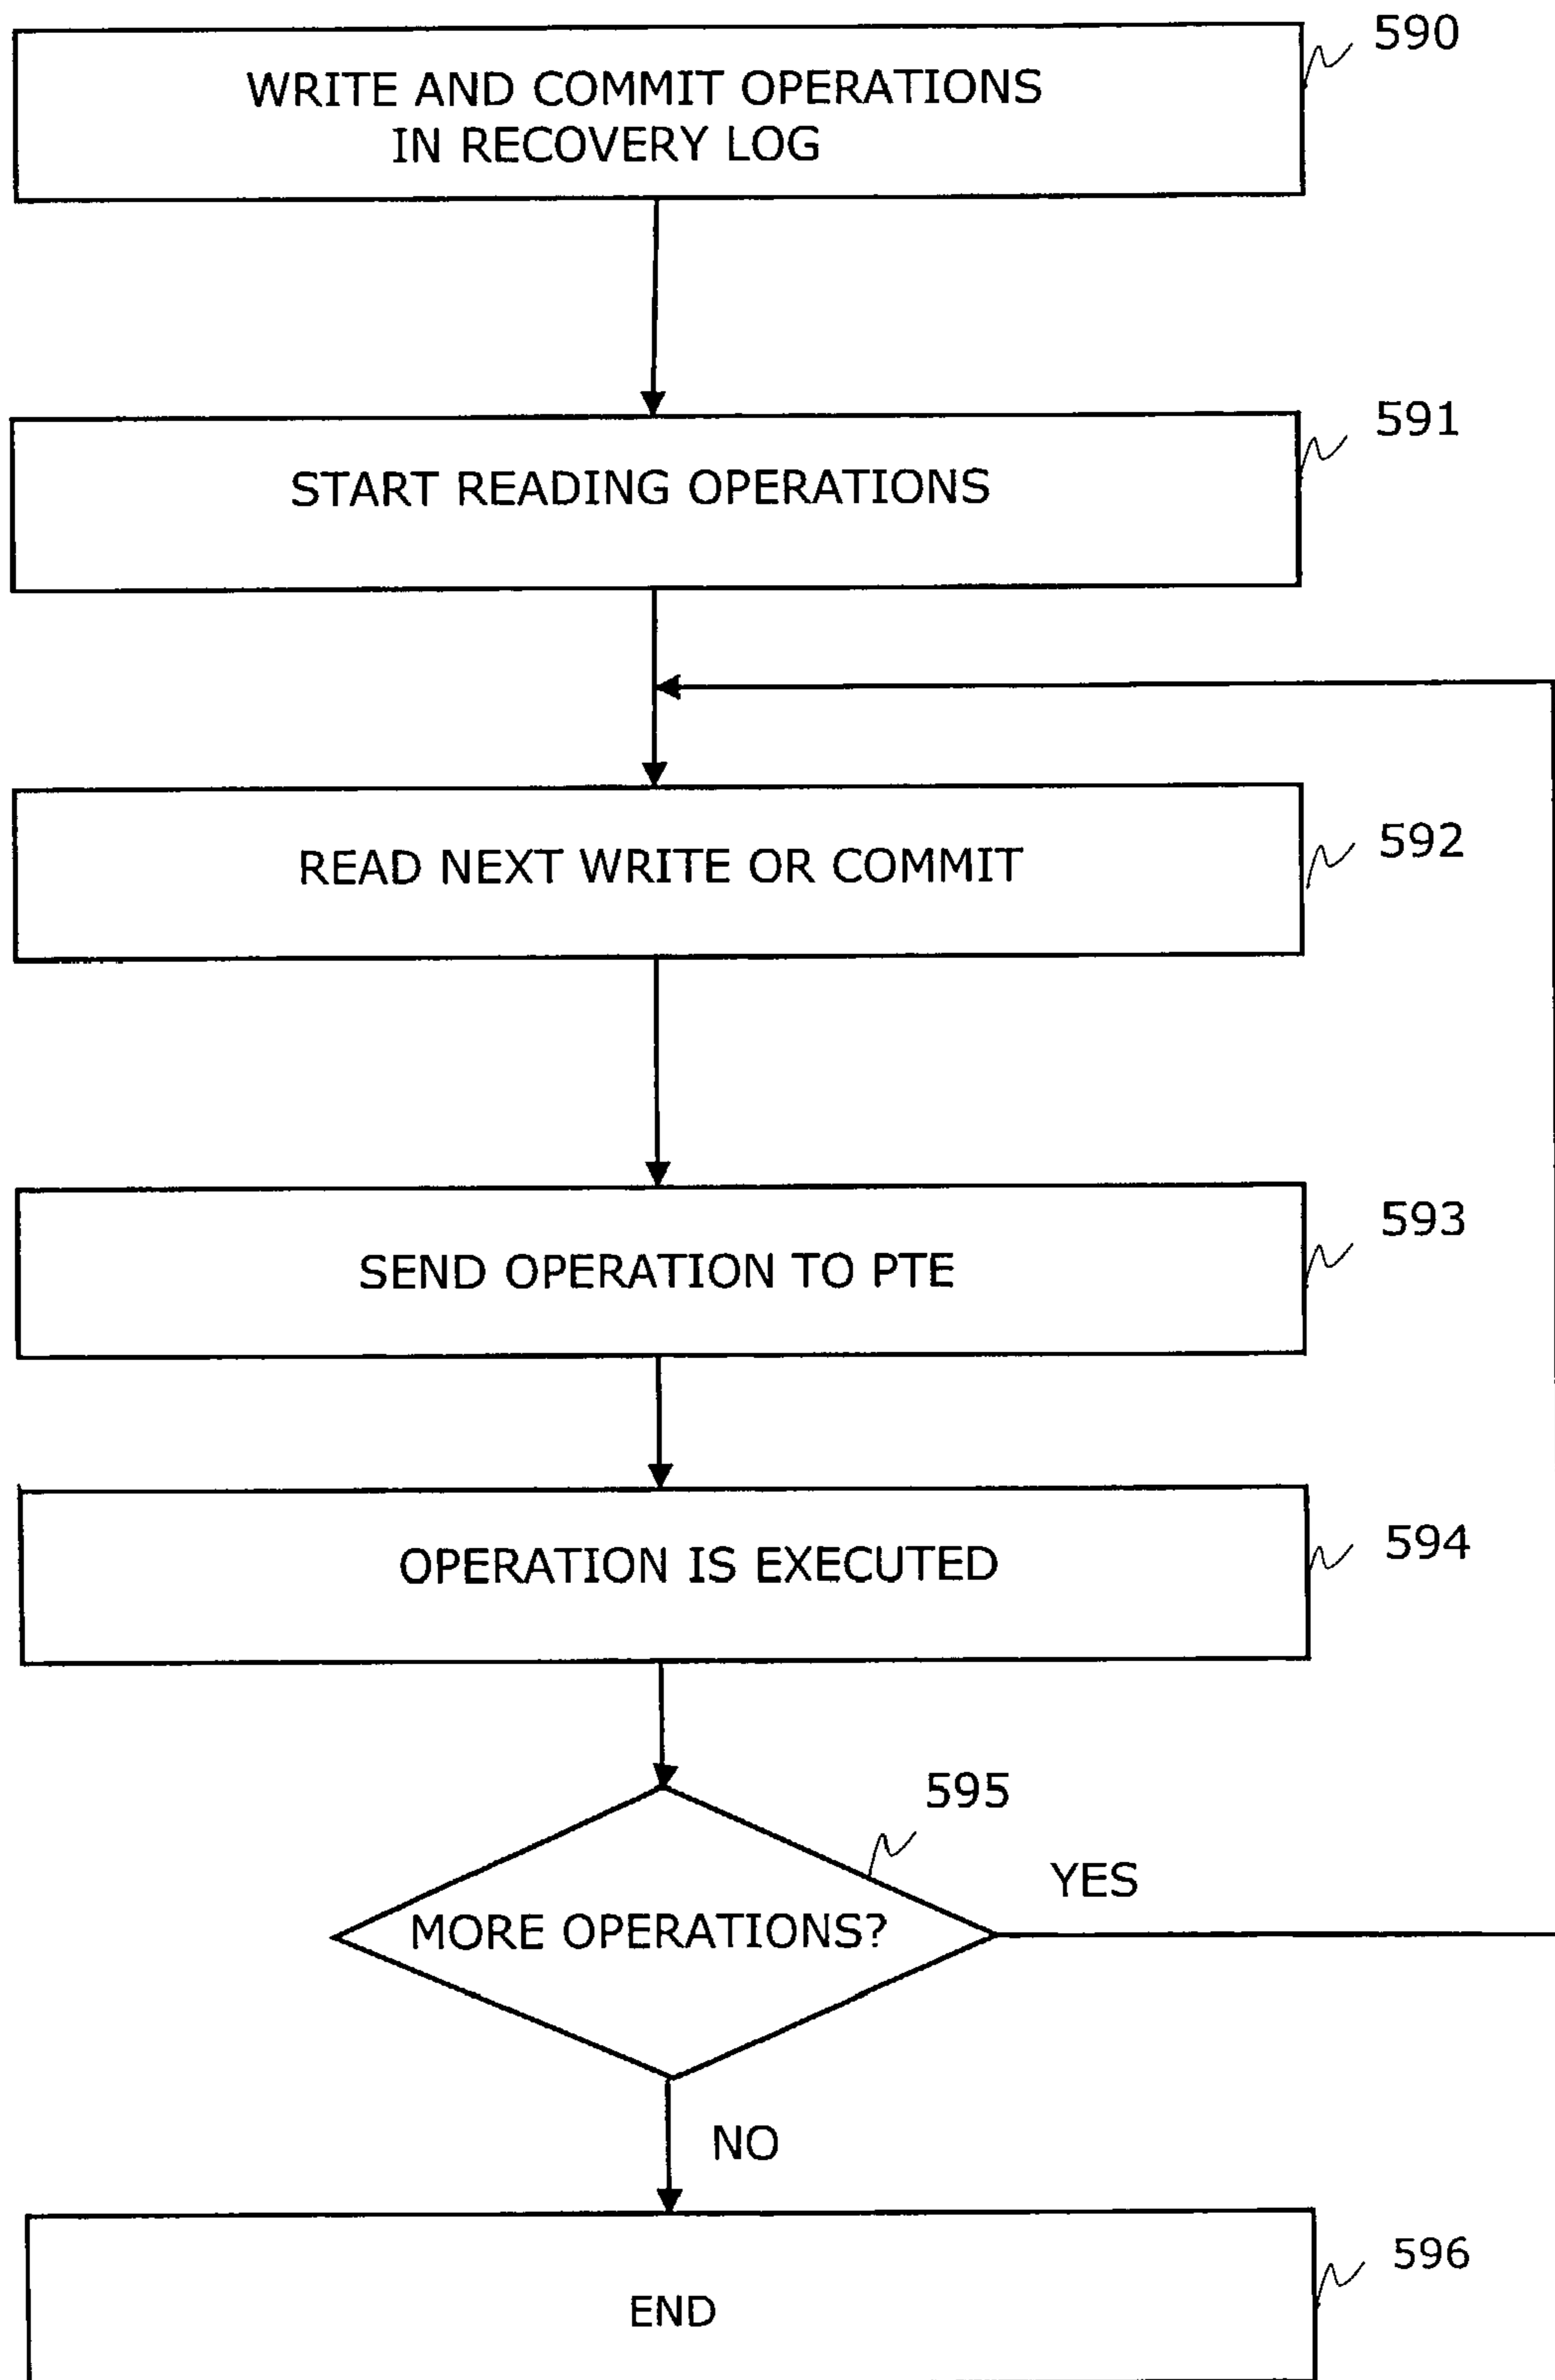 590
WRITE AND COMMIT OPERATIONS
IN RECOVERY LOG
591
START READING OPERATIONS
592
READ NEXT WRITE OR COMMIT
593
SEND OPERATION TO PTE
594
OPERATION IS EXECUTED
595
YES
MORE OPERATIONS?
NO
596
END